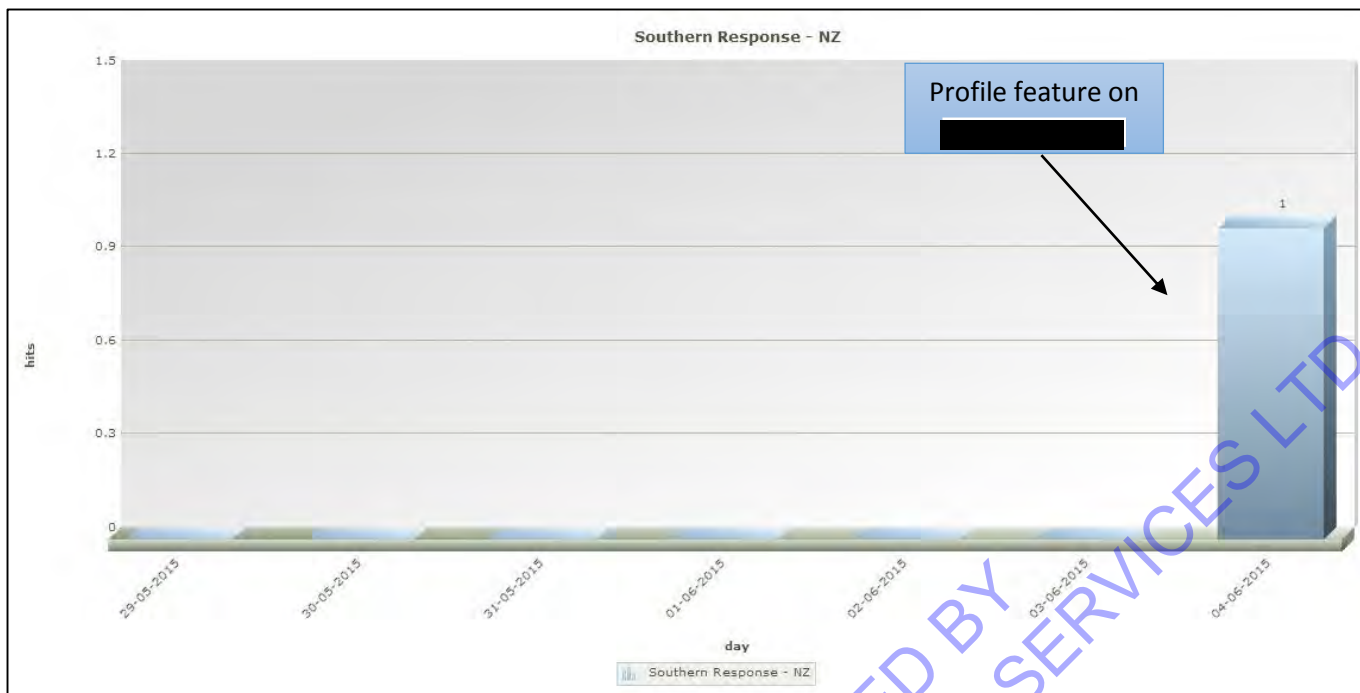 Southern Response - NZ
Profile feature on
1.5
1.2
0.9
0.6
0.3
0
hits
1
29-05-2015
30-05-2015
31-05-2015
01-06-2015
02-06-2015
03-06-2015
04-06-2015
day
Southern Response - NZ
BY
SERVICES LTD